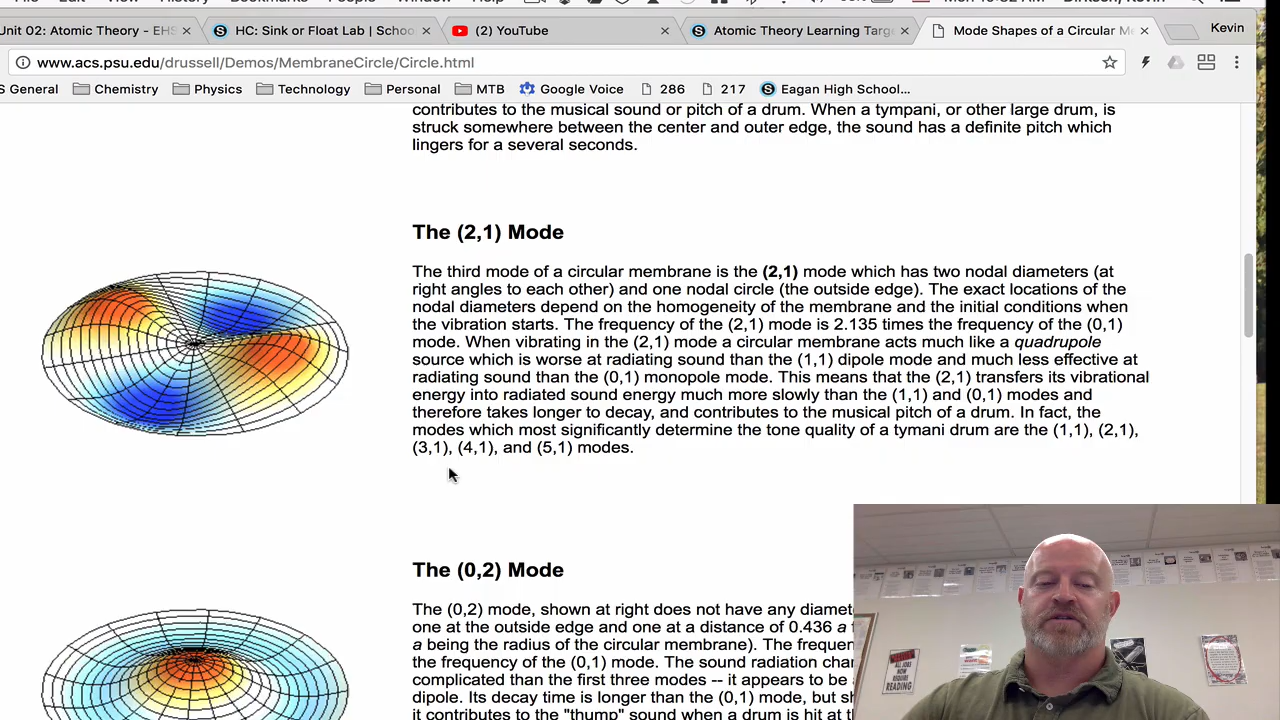 Unit 02: Atomic Theory - EHS
HC: Sink or Float Lab | Schoo
(2) YouTube
Atomic Theory Learning Targe
Mode Shapes of a Circular Me
Kevin
www.acs.psu.edu/drussell/Demos/MembraneCircle/Circle.html
S General
Chemistry
Physics
Technology
Personal
MTB
Google Voice
286
217
Eagan High School...
contributes to the musical sound or pitch of a drum. When a tympani, or other large drum, is
struck somewhere between the center and outer edge, the sound has a definite pitch which
lingers for a several seconds.
The (2,1) Mode
The third mode of a circular membrane is the (2,1) mode which has two nodal diameters (at
right angles to each other) and one nodal circle (the outside edge). The exact locations of the
nodal diameters depend on the homogeneity of the membrane and the initial conditions when
the vibration starts. The frequency of the (2,1) mode is 2.135 times the frequency of the (0,1)
mode. When vibrating in the (2,1) mode a circular membrane acts much like a quadrupole
source which is worse at radiating sound than the (1,1) dipole mode and much less effective at
radiating sound than the (0,1) monopole mode. This means that the (2,1) transfers its vibrational
energy into radiated sound energy much more slowly than the (1,1) and (0,1) modes and
therefore takes longer to decay, and contributes to the musical pitch of a drum. In fact, the
modes which most significantly determine the tone quality of a tymani drum are the (1,1), (2,1),
(3,1), (4,1), and (5,1) modes.
The (0,2) Mode
The (0,2) mode, shown at right does not have any diamet
one at the outside edge and one at a distance of 0.436 a
a being the radius of the circular membrane). The frequen
the frequency of the (0,1) mode. The sound radiation cha
complicated than the first three modes -- it appears to be
dipole. Its decay time is longer than the (0,1) mode, but sh
it contributes to the "thump" sound when a drum is hit at th
READING